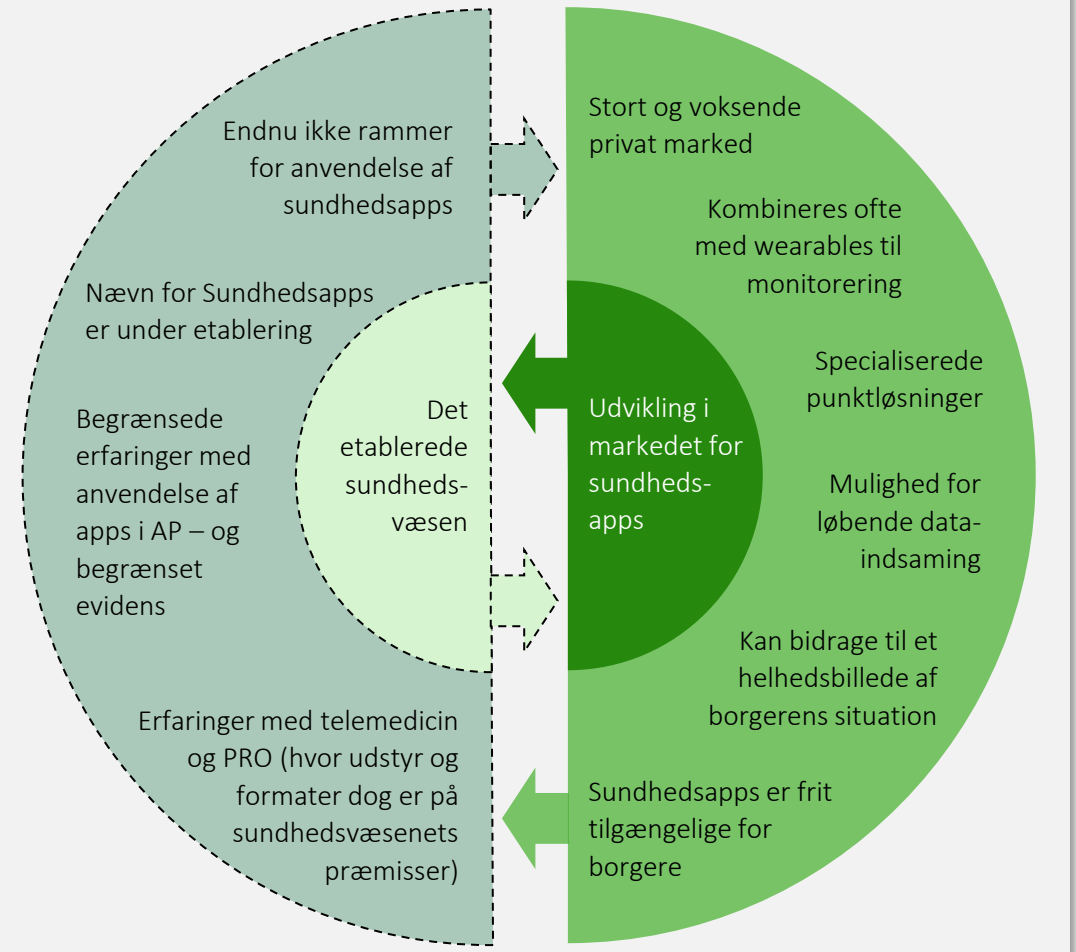 Endnu ikke rammer
for anvendelse af
sundhedsapps
Nævn for Sundhedsapps
er under etablering
Begrænsede
erfaringer med
anvendelse af
apps i AP – og
begrænset
evidens
Erfaringer med telemedicin
og PRO (hvor udstyr og
formater dog er på
sundhedsvæsenets
præmisser)
Det
etablerede
sundheds-
væsen
Udvikling i
markedet for
sundheds-
apps
Stort og voksende
privat marked
Kombineres ofte
med wearables til
monitorering
Specialiserede
punktløsninger
Mulighed for
løbende data-
indsaming
Kan bidrage til et
helhedsbillede af
borgerens situation
Sundhedsapps er frit
tilgængelige for
borgere